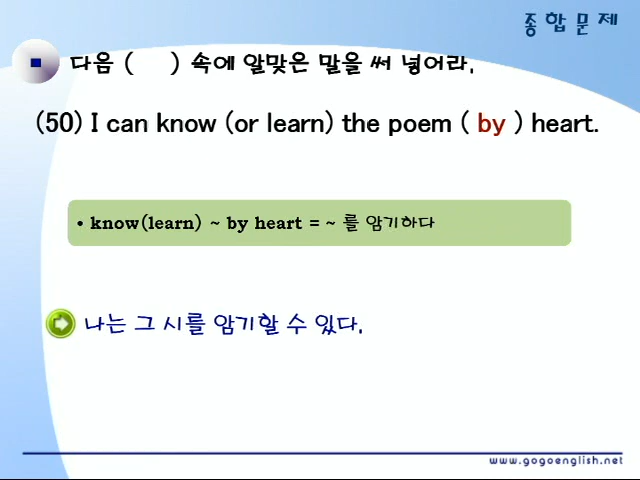 종합문제
다음 (    ) 속에 알맞은 말을 써 넣어라.
(50) I can know (or learn) the poem ( by ) heart.
• know(learn) ~ by heart = ~ 를 암기하다
나는 그 시를 암기할 수 있다.
www.gogoenglish.net